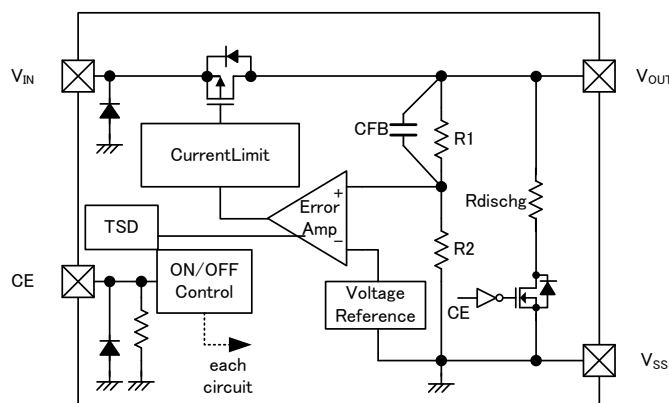 VIN
VOUT
CFB
R1
CurrentLimit
+
Error
Amp
−
Rdischg
TSD
R2
CE
ON/OFF
Control
Voltage
Reference
CE
each
circuit
VSS